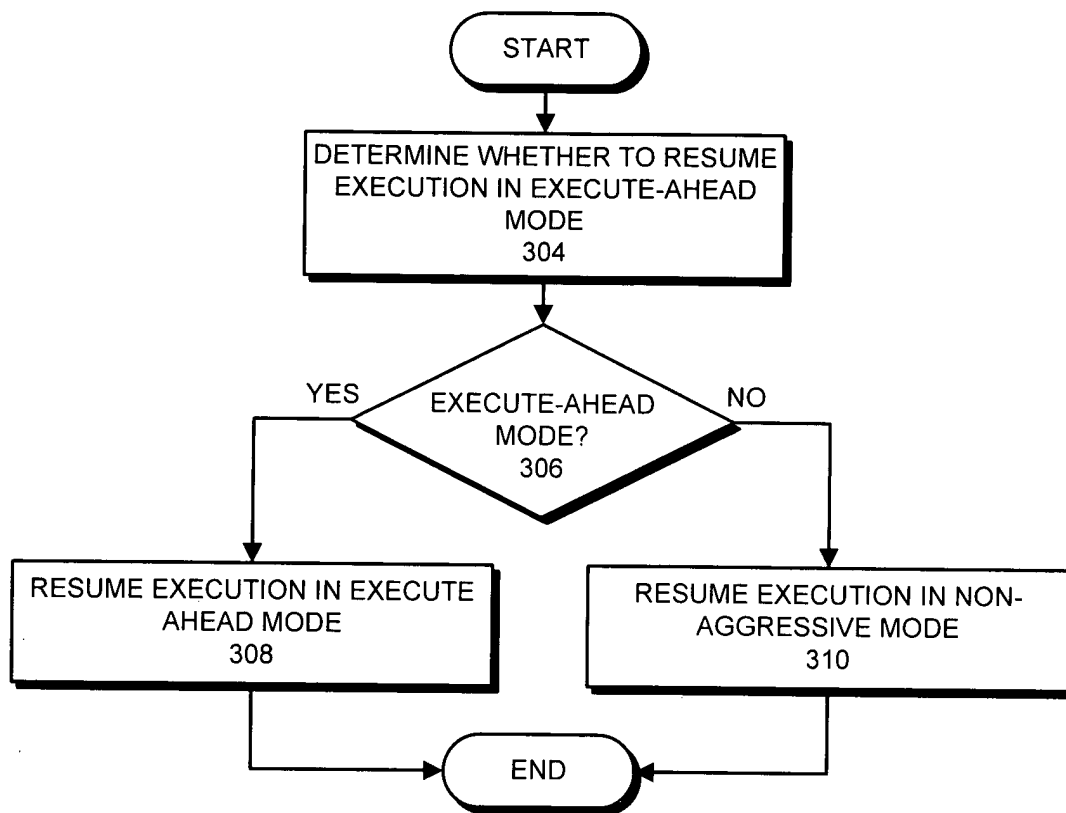 START
DETERMINE WHETHER TO RESUME
EXECUTION IN EXECUTE-AHEAD
MODE
304
YES
EXECUTE-AHEAD
MODE?
306
NO
RESUME EXECUTION IN EXECUTE
AHEAD MODE
308
RESUME EXECUTION IN NON-
AGGRESSIVE MODE
310
END